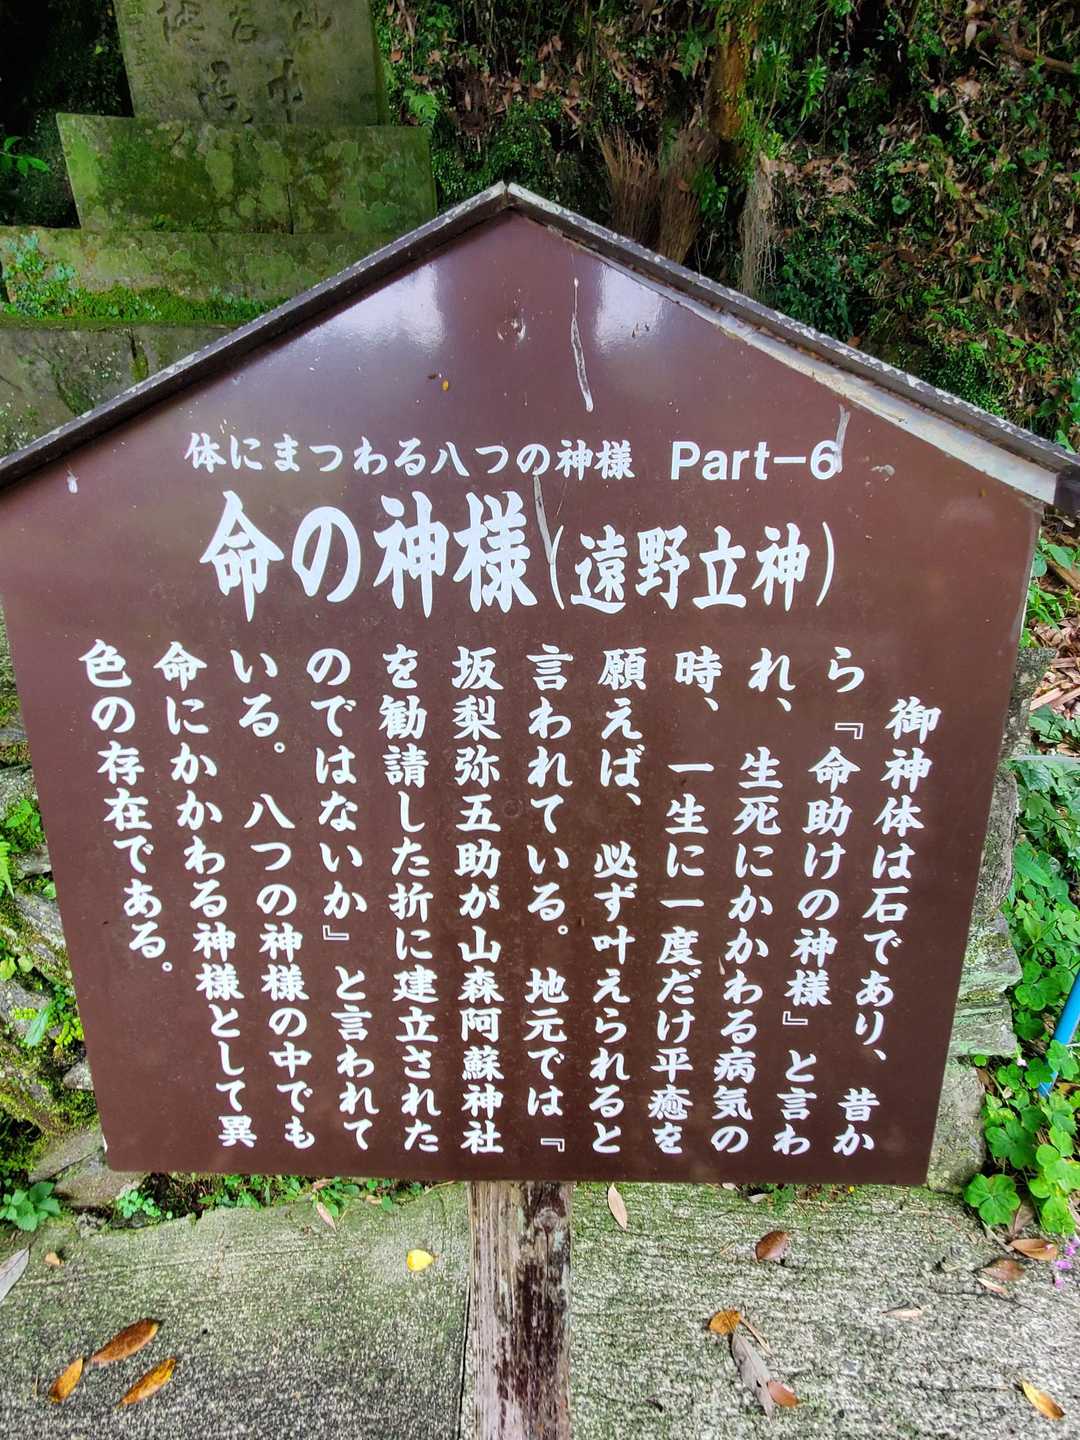 体にまつわる八つの神様 Part-6
命の神様(遠野立神)
御神体は石であり、昔か
ら『命助けの神様』と言わ
れ、生死にかかわる病気の
時、一生に一度だけ平癒を
願えば、必ず叶えられると
言われている。地元では『
坂梨弥五助が山森阿蘇神社
を勧請した折に建立された
のではないか』と言われて
いる。八つの神様の中でも
命にかかわる神様として異
色の存在である。